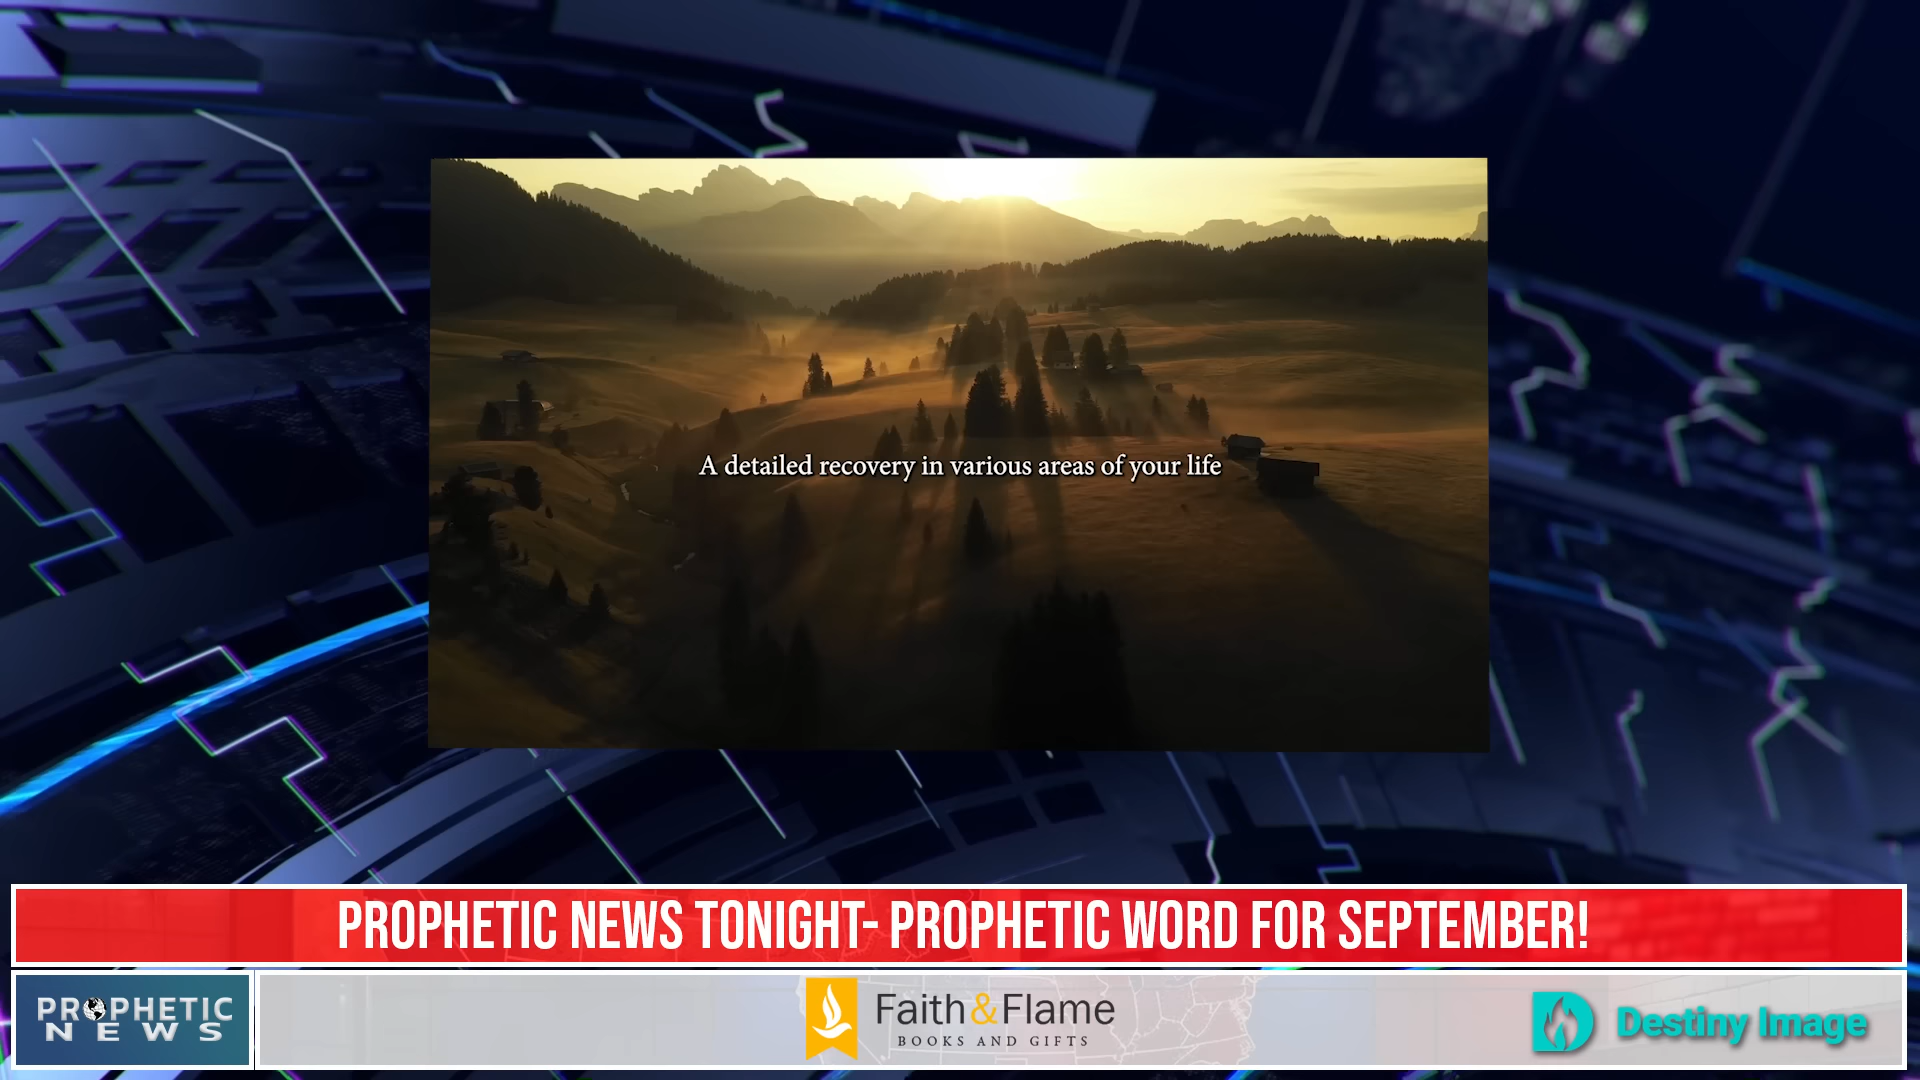 A detailed recovery in various areas of your life
PROPHETIC NEWS TONIGHT- PROPHETIC WORD FOR SEPTEMBER!
PROPHETIC
NEWS
Faith&Flame
BOOKS AND GIFTS
Destiny Image